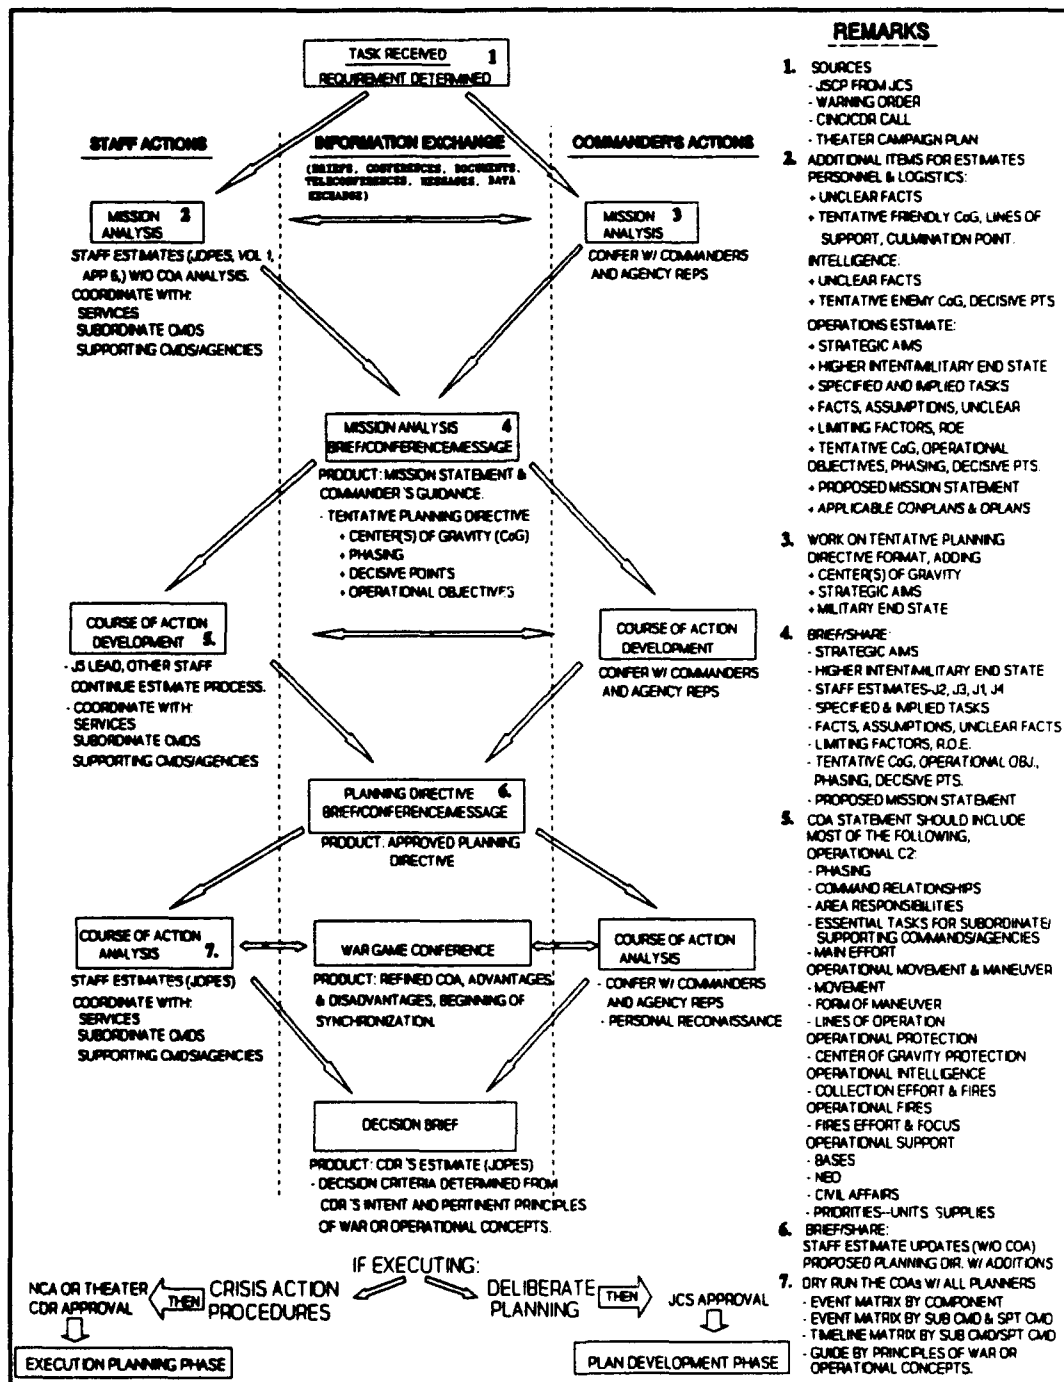 TASK RECEIVED 1
REQUIREMENT DETERMINED
STAFF ACTIONS
INFORMATION EXCHANGE
(BRIEFS, CONFERENCES, DOCUMENTS,
TELECONFERENCES, MESSAGES, DATA
EXCHANGE)
COMMANDER'S ACTIONS
MISSION 2
ANALYSIS
STAFF ESTIMATES (JOPES, VOL 1,
APP B,) W/O COA ANALYSIS.
COORDINATE WITH:
SERVICES
SUBORDINATE CMDS
SUPPORTING CMDS/AGENCIES
MISSION 3
ANALYSIS
CONFER W/ COMMANDERS
AND AGENCY REPS
MISSION ANALYSIS 4
BRIEF/CONFERENCE/MESSAGE
PRODUCT: MISSION STATEMENT &
COMMANDER'S GUIDANCE.
- TENTATIVE PLANNING DIRECTIVE
+ CENTER(S) OF GRAVITY (CoG)
+ PHASING
+ DECISIVE POINTS
+ OPERATIONAL OBJECTIVES
COURSE OF ACTION
DEVELOPMENT 5.
- J5 LEAD, OTHER STAFF
CONTINUE ESTIMATE PROCESS.
- COORDINATE WITH:
SERVICES
SUBORDINATE CMDS
SUPPORTING CMDS/AGENCIES
COURSE OF ACTION
DEVELOPMENT
CONFER W/ COMMANDERS
AND AGENCY REPS
PLANNING DIRECTIVE 6.
BRIEF/CONFERENCE/MESSAGE
PRODUCT: APPROVED PLANNING
DIRECTIVE
COURSE OF ACTION
ANALYSIS 7.
STAFF ESTIMATES (JOPES)
COORDINATE WITH:
SERVICES
SUBORDINATE CMDS
SUPPORTING CMDS/AGENCIES
WAR GAME CONFERENCE
PRODUCT: REFINED COA, ADVANTAGES
& DISADVANTAGES, BEGINNING OF
SYNCHRONIZATION.
COURSE OF ACTION
ANALYSIS
- CONFER W/ COMMANDERS
AND AGENCY REPS
- PERSONAL RECONAISSANCE
DECISION BRIEF
PRODUCT: CDR'S ESTIMATE (JOPES)
- DECISION CRITERIA DETERMINED FROM
CDR'S INTENT AND PERTINENT PRINCIPLES
OF WAR OR OPERATIONAL CONCEPTS.
IF EXECUTING:
CRISIS ACTION
PROCEDURES
THEN
NCA OR THEATER
CDR APPROVAL
EXECUTION PLANNING PHASE
DELIBERATE
PLANNING
THEN
JCS APPROVAL
PLAN DEVELOPMENT PHASE
REMARKS
1. SOURCES
- JSCP FROM JCS
- WARNING ORDER
- CINC/CDR CALL
- THEATER CAMPAIGN PLAN
2. ADDITIONAL ITEMS FOR ESTIMATES
PERSONNEL & LOGISTICS:
+ UNCLEAR FACTS
+ TENTATIVE FRIENDLY CoG, LINES OF
SUPPORT, CULMINATION POINT.
INTELLIGENCE:
+ UNCLEAR FACTS
+ TENTATIVE ENEMY CoG, DECISIVE PTS
OPERATIONS ESTIMATE:
+ STRATEGIC AIMS
+ HIGHER INTENT/MILITARY END STATE
+ SPECIFIED AND IMPLIED TASKS
+ FACTS, ASSUMPTIONS, UNCLEAR
+ LIMITING FACTORS, ROE
+ TENTATIVE CoG, OPERATIONAL
OBJECTIVES, PHASING, DECISIVE PTS.
+ PROPOSED MISSION STATEMENT
+ APPLICABLE CONPLANS & OPLANS
3. WORK ON TENTATIVE PLANNING
DIRECTIVE FORMAT, ADDING
+ CENTER(S) OF GRAVITY
+ STRATEGIC AIMS
+ MILITARY END STATE
4. BRIEF/SHARE:
- STRATEGIC AIMS
- HIGHER INTENT/MILITARY END STATE
- STAFF ESTIMATES-J2, J3, J1, J4
- SPECIFIED & IMPLIED TASKS
- FACTS, ASSUMPTIONS, UNCLEAR FACTS
- LIMITING FACTORS, R.O.E.
- TENTATIVE CoG, OPERATIONAL OBJ.,
PHASING, DECISIVE PTS.
- PROPOSED MISSION STATEMENT
5. COA STATEMENT SHOULD INCLUDE
MOST OF THE FOLLOWING,
OPERATIONAL C2:
- PHASING
- COMMAND RELATIONSHIPS
- AREA RESPONSIBILITIES
- ESSENTIAL TASKS FOR SUBORDINATE/
SUPPORTING COMMANDS/AGENCIES
- MAIN EFFORT
OPERATIONAL MOVEMENT & MANEUVER
- MOVEMENT
- FORM OF MANEUVER
- LINES OF OPERATION
OPERATIONAL PROTECTION
- CENTER OF GRAVITY PROTECTION
OPERATIONAL INTELLIGENCE
- COLLECTION EFFORT & FIRES
OPERATIONAL FIRES
- FIRES EFFORT & FOCUS
OPERATIONAL SUPPORT
- BASES
- NEO
- CIVIL AFFAIRS
- PRIORITIES--UNITS SUPPLIES
6. BRIEF/SHARE:
STAFF ESTIMATE UPDATES (W/O COA)
PROPOSED PLANNING DIR. W/ ADDITIONS
7. DRY RUN THE COAs W/ ALL PLANNERS
- EVENT MATRIX BY COMPONENT
- EVENT MATRIX BY SUB CMD & SPT CMD
- TIMELINE MATRIX BY SUB CMD/SPT CMD
- GUIDE BY PRINCIPLES OF WAR OR
OPERATIONAL CONCEPTS.